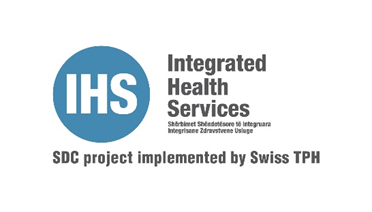 IHS
Integrated
Health
Services
Shërbimet Shëndetësore të Integruara
Integrisane Zdravstvene Usluge
SDC project implemented by Swiss TPH